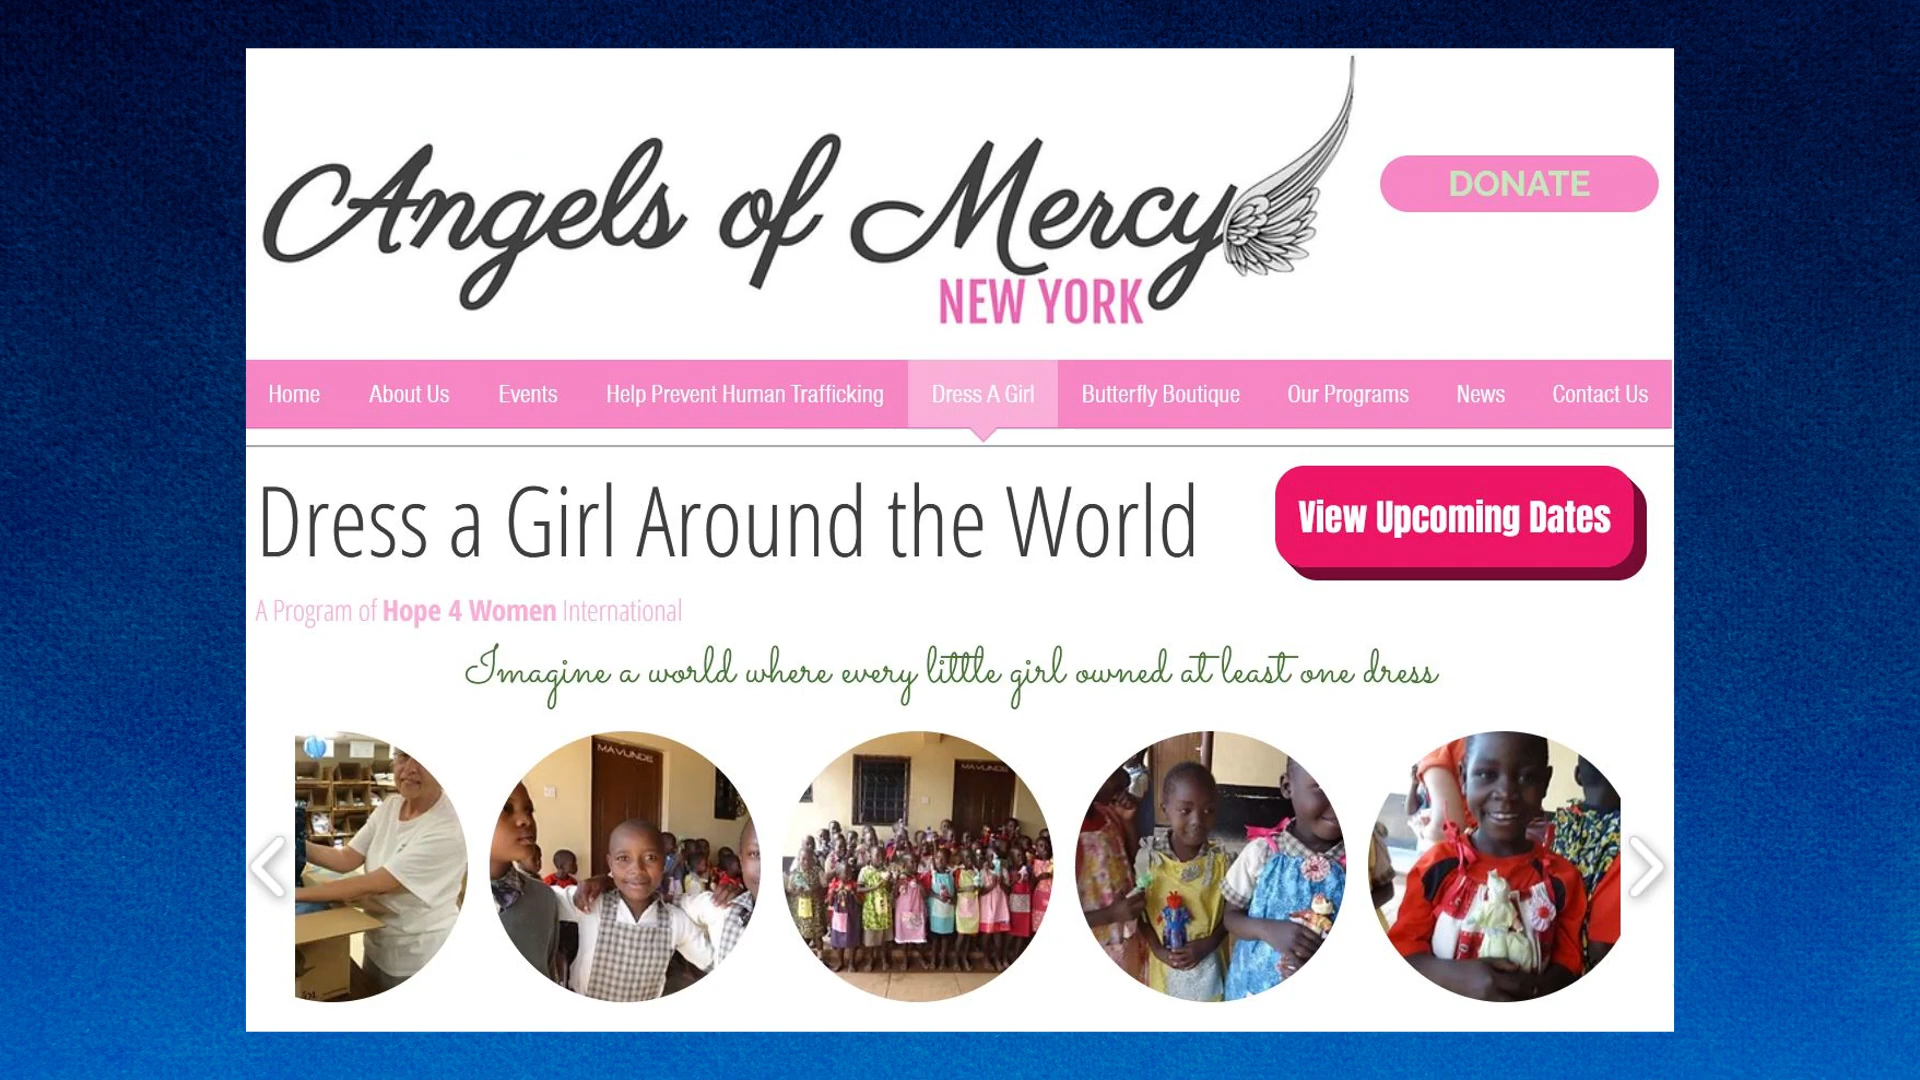 Angels of Mercy
NEW YORK
DONATE
Home About Us Events Help Prevent Human Trafficking Dress A Girl Butterfly Boutique Our Programs News Contact Us
Dress a Girl Around the World
View Upcoming Dates
A Program of Hope 4 Women International
Imagine a world where every little girl owned at least one dress
MAVUNDE
MAVUNDE